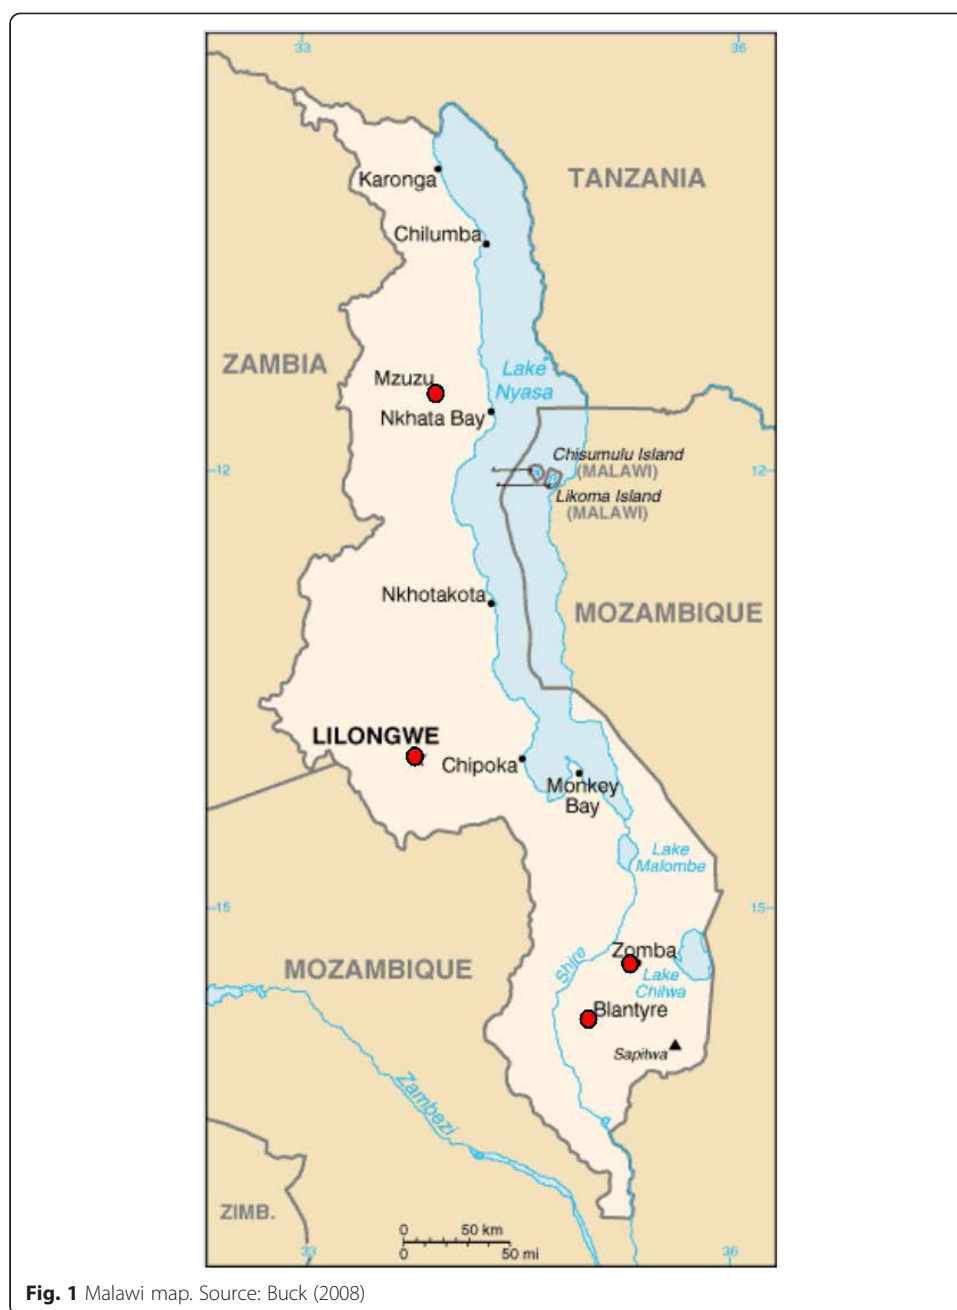 33
36
TANZANIA
Karonga
Chilumba
ZAMBIA
Lake
Nyasa
Mzuzu
Nkhata Bay
Chisumulu Island
(MALAWI)
12
12
Likoma Island
(MALAWI)
Nkhotakota
MOZAMBIQUE
LILONGWE
Chipoka
Monkey
Bay
Lake
Malombe
15
15
Zomba
Shire
MOZAMBIQUE
Lake
Chilwa
Blantyre
Sapitwa
Zambezi
ZIMB.
0
50 km
0
50 mi
33
36
Fig. 1 Malawi map. Source: Buck (2008)